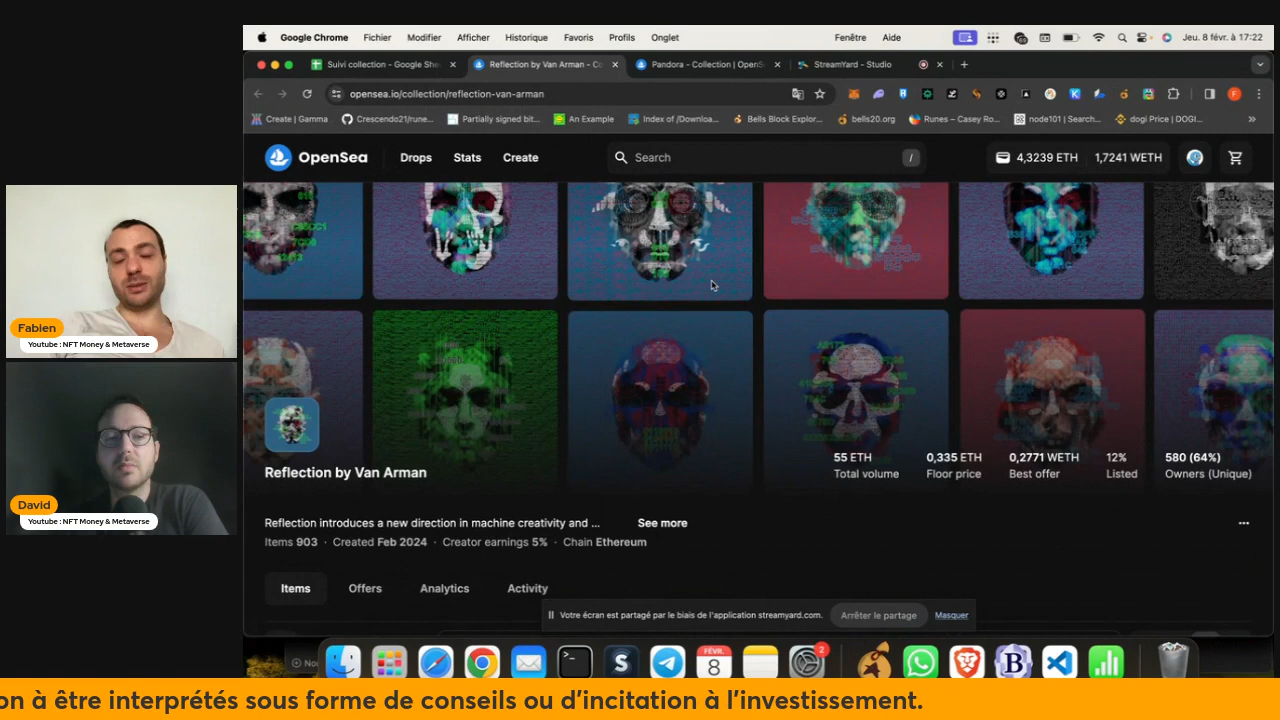 Google Chrome Fichier Modifier Afficher Historique Favoris Profils Onglet Fenêtre Aide Jeu. 8 févr. à 17:22
Suivi collection - Google She
Reflection by Van Arman - Co
Pandora - Collection | OpenS
StreamYard - Studio
opensea.io/collection/reflection-van-arman
Create | Gamma
Crescendo21/rune...
Partially signed bit...
An Example
Index of /Downloa...
Bells Block Explor...
bells20.org
Runes – Casey Ro...
node101 | Search...
dogi Price | DOGI...
OpenSea Drops Stats Create Search / 4,3239 ETH 1,7241 WETH
Fabien
Youtube : NFT Money & Metaverse
David
Youtube : NFT Money & Metaverse
55 ETH 0,335 ETH 0,2771 WETH 12% 580 (64%)
Total volume Floor price Best offer Listed Owners (Unique)
Reflection by Van Arman
Reflection introduces a new direction in machine creativity and ... See more
Items 903 · Created Feb 2024 · Creator earnings 5% · Chain Ethereum
Items Offers Analytics Activity
Votre écran est partagé par le biais de l'application streamyard.com. Arrêter le partage Masquer
FÉVR.
8
2
on à être interprétés sous forme de conseils ou d'incitation à l'investissement.